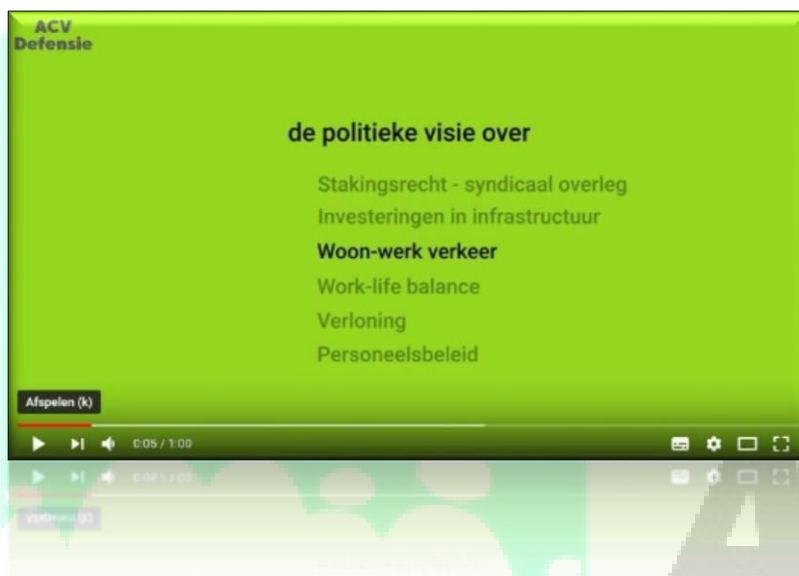 ACV
Defensie
de politieke visie over
Stakingsrecht - syndicaal overleg
Investeringen in infrastructuur
Woon-werk verkeer
Work-life balance
Verloning
Personeelsbeleid
Afspelen (k)
0:05 / 1:00